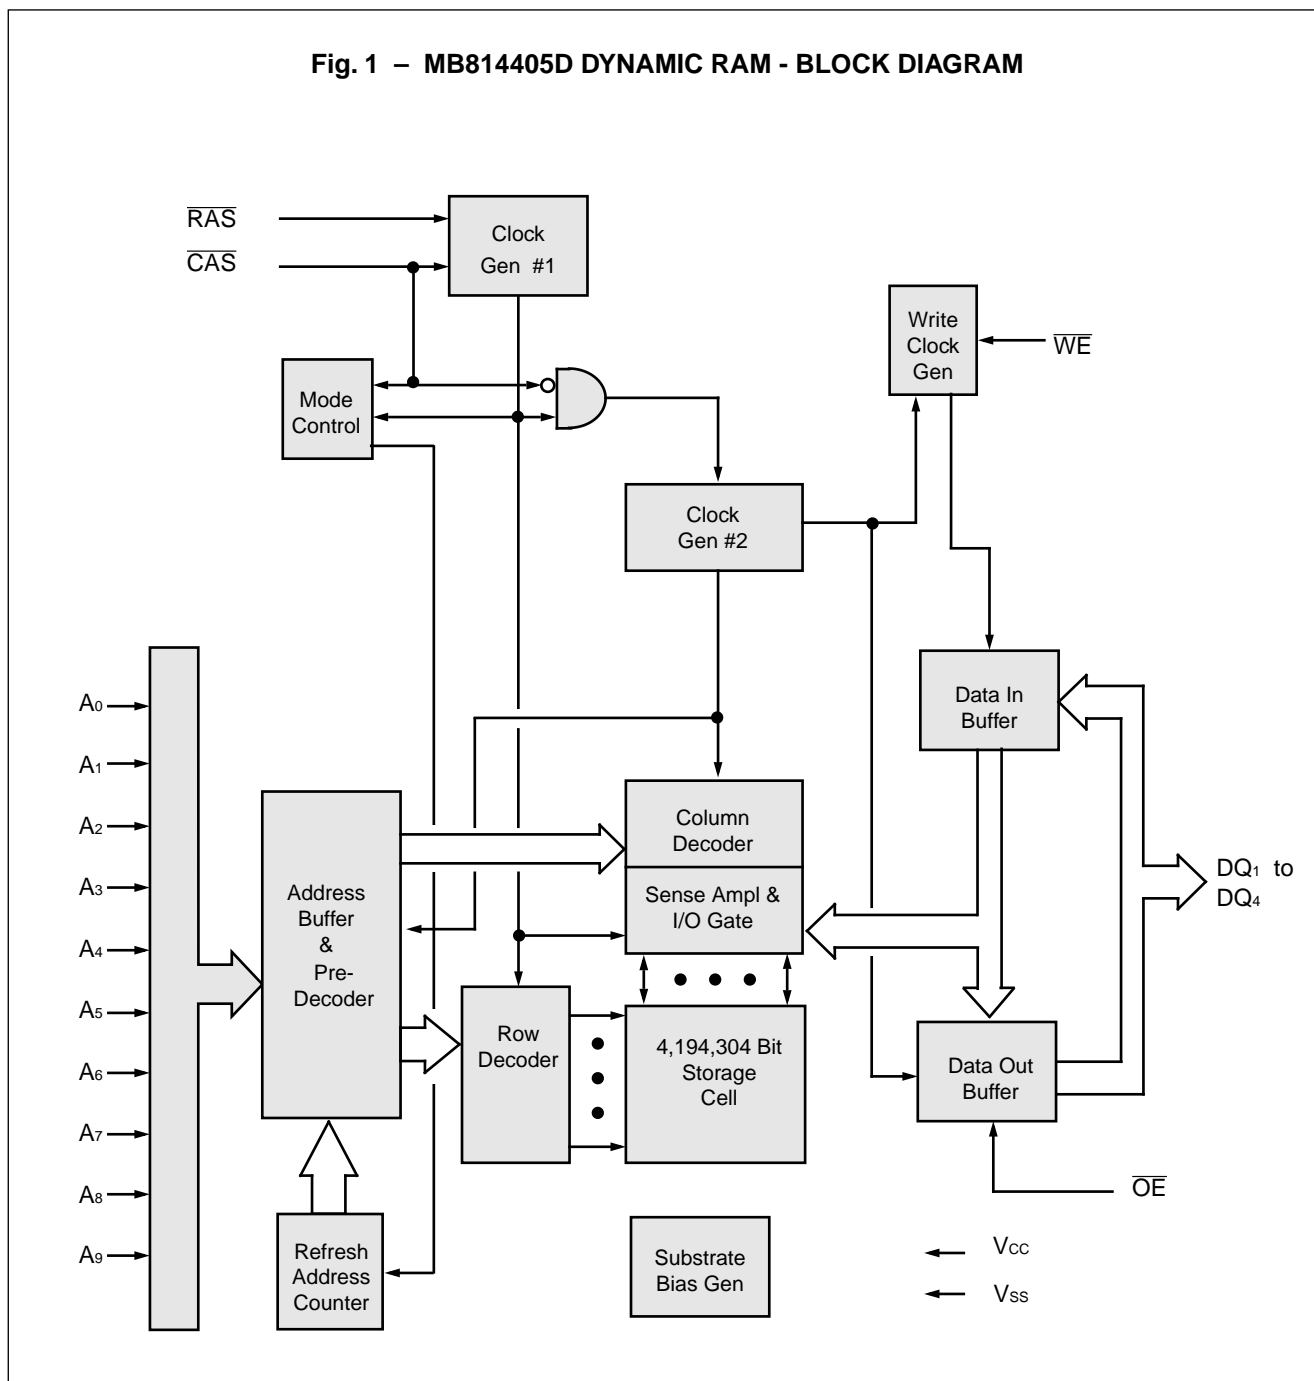 Fig. 1 – MB814405D DYNAMIC RAM - BLOCK DIAGRAM
RAS
CAS
Clock
Gen #1
Write
Clock
Gen
WE
Mode
Control
Clock
Gen #2
A0
A1
A2
A3
A4
A5
A6
A7
A8
A9
Address
Buffer
&
Pre-
Decoder
Refresh
Address
Counter
Column
Decoder
Sense Ampl &
I/O Gate
Row
Decoder
4,194,304 Bit
Storage
Cell
Substrate
Bias Gen
Data In
Buffer
DQ1 to
DQ4
Data Out
Buffer
OE
VCC
VSS